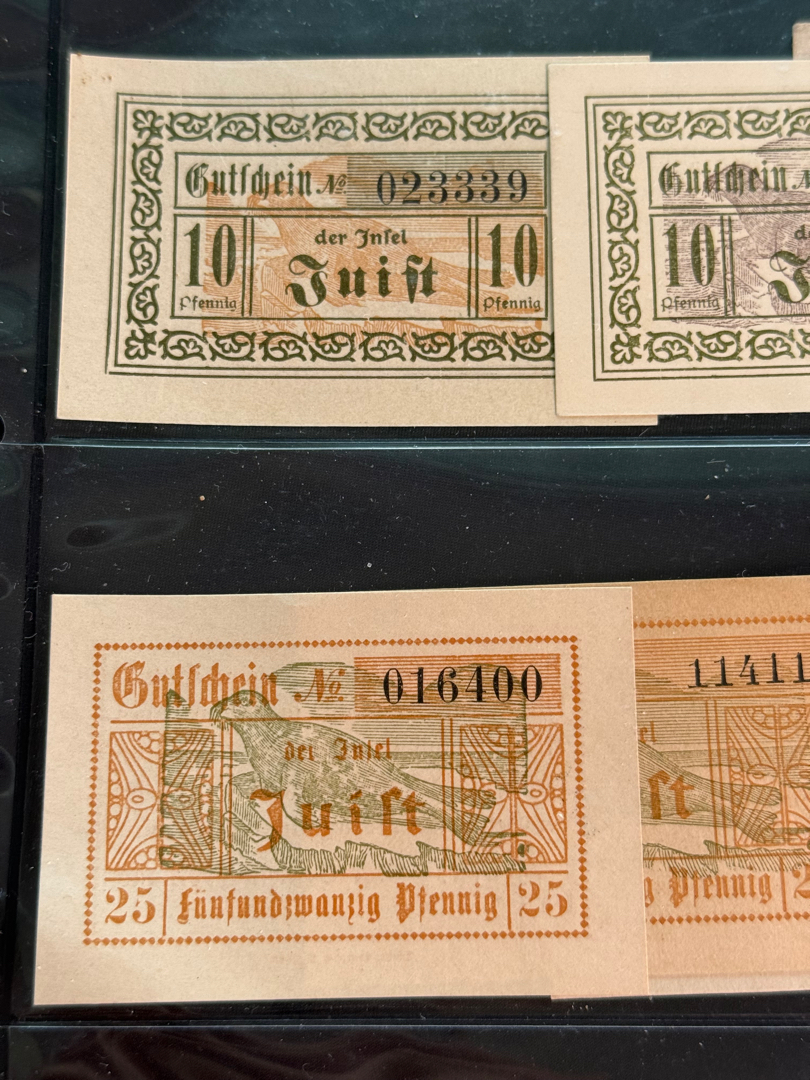 Gutschein № 023339
10 der Insel 10
Pfennig Juist Pfennig
Gutschein
10
Pfennig
Gutschein № 016400
der Insel
Juist
25 Fünfundzwanzig Pfennig 25
11411
ist
Pfennig